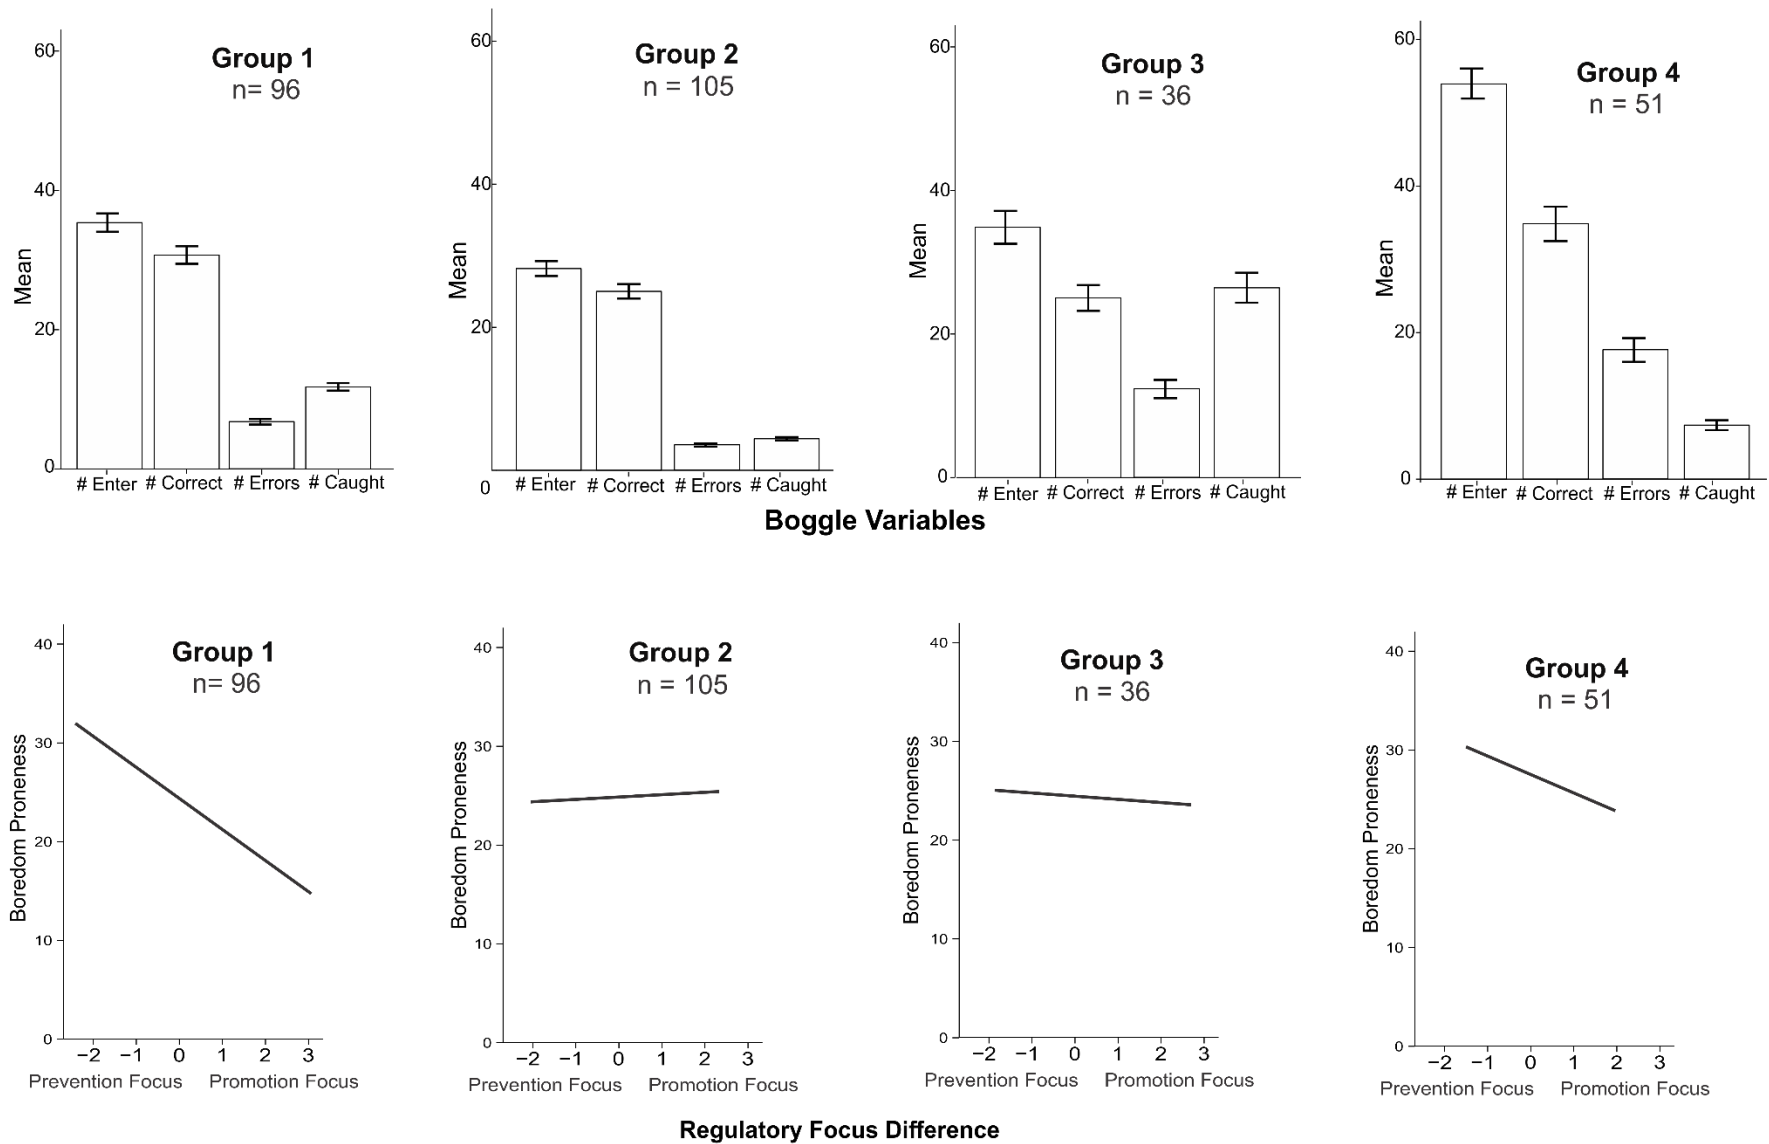 Group 1
n= 96
60
40
20
0
Mean
# Enter # Correct # Errors # Caught
Group 2
n = 105
60
40
20
0
Mean
# Enter # Correct # Errors # Caught
Group 3
n = 36
60
40
20
0
Mean
# Enter # Correct # Errors # Caught
Group 4
n = 51
60
40
20
0
Mean
# Enter # Correct # Errors # Caught
Boggle Variables
Group 1
n= 96
40
30
20
10
0
Boredom Proneness
−2 −1 0 1 2 3
Prevention Focus Promotion Focus
Group 2
n = 105
40
30
20
10
0
Boredom Proneness
−2 −1 0 1 2 3
Prevention Focus Promotion Focus
Group 3
n = 36
40
30
20
10
0
Boredom Proneness
−2 −1 0 1 2 3
Prevention Focus Promotion Focus
Group 4
n = 51
40
30
20
10
0
Boredom Proneness
−2 −1 0 1 2 3
Prevention Focus Promotion Focus
Regulatory Focus Difference